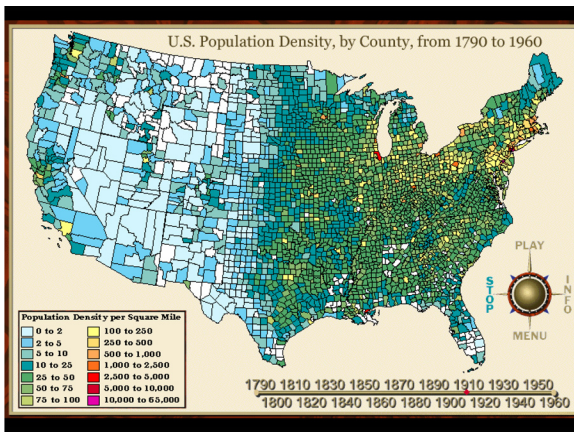 U.S. Population Density, by County, from 1790 to 1960
PLAY
STOP
INFO
MENU
Population Density per Square Mile
0 to 2
2 to 5
5 to 10
10 to 25
25 to 50
50 to 75
75 to 100
100 to 250
250 to 500
500 to 1,000
1,000 to 2,500
2,500 to 5,000
5,000 to 10,000
10,000 to 65,000
1790 1810 1830 1850 1870 1890 1910 1930 1950
1800 1820 1840 1860 1880 1900 1920 1940 1960